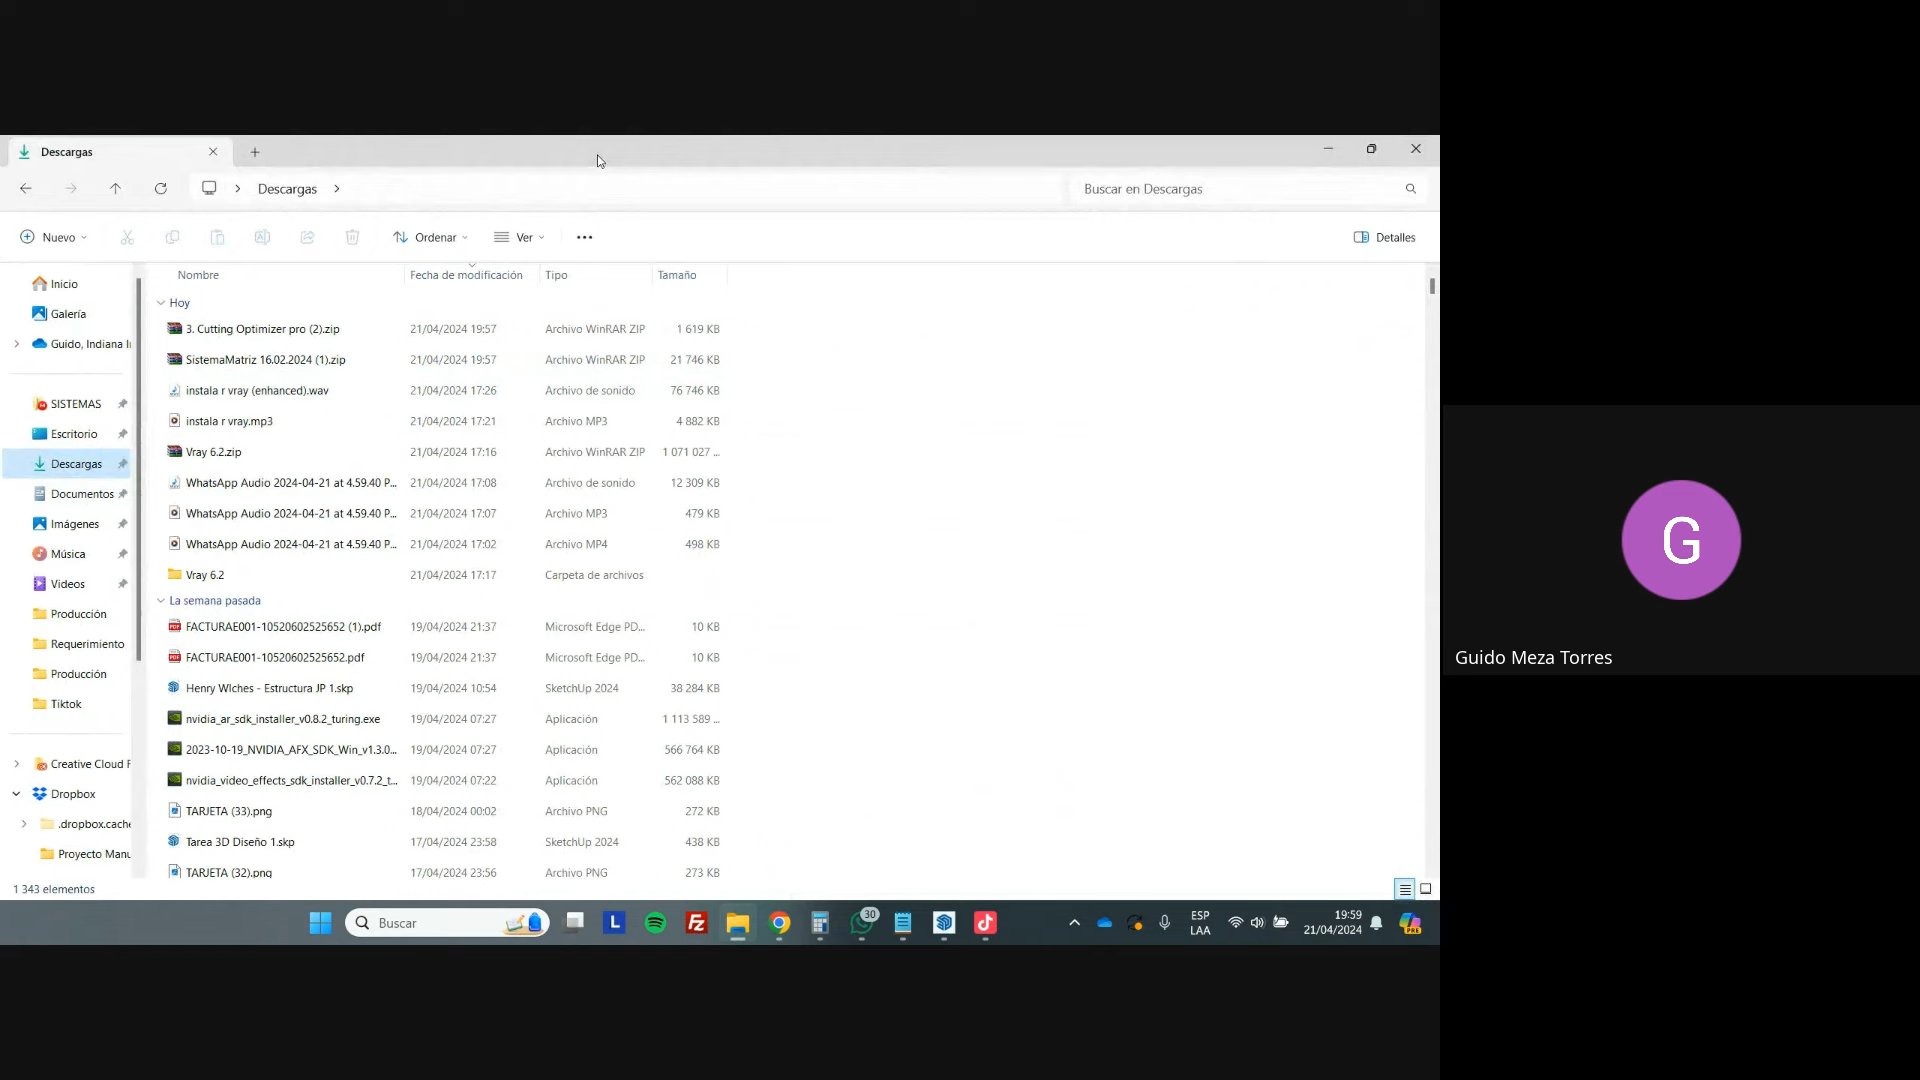 Descargas
Descargas
Buscar en Descargas
Nuevo
Ordenar
Ver
Detalles
Inicio
Galería
Guido, Indiana I
SISTEMAS
Escritorio
Descargas
Documentos
Imágenes
Música
Videos
Producción
Requerimiento
Producción
Tiktok
Creative Cloud F
Dropbox
.dropbox.cache
Proyecto Manu
Nombre Fecha de modificación Tipo Tamaño
Hoy
3. Cutting Optimizer pro (2).zip 21/04/2024 19:57 Archivo WinRAR ZIP 1 619 KB
SistemaMatriz 16.02.2024 (1).zip 21/04/2024 19:57 Archivo WinRAR ZIP 21 746 KB
instala r vray (enhanced).wav 21/04/2024 17:26 Archivo de sonido 76 746 KB
instala r vray.mp3 21/04/2024 17:21 Archivo MP3 4 882 KB
Vray 6.2.zip 21/04/2024 17:16 Archivo WinRAR ZIP 1 071 027 ...
WhatsApp Audio 2024-04-21 at 4.59.40 P... 21/04/2024 17:08 Archivo de sonido 12 309 KB
WhatsApp Audio 2024-04-21 at 4.59.40 P... 21/04/2024 17:07 Archivo MP3 479 KB
WhatsApp Audio 2024-04-21 at 4.59.40 P... 21/04/2024 17:02 Archivo MP4 498 KB
Vray 6.2 21/04/2024 17:17 Carpeta de archivos
La semana pasada
FACTURAE001-10520602525652 (1).pdf 19/04/2024 21:37 Microsoft Edge PD... 10 KB
FACTURAE001-10520602525652.pdf 19/04/2024 21:37 Microsoft Edge PD... 10 KB
Henry WIches - Estructura JP 1.skp 19/04/2024 10:54 SketchUp 2024 38 284 KB
nvidia_ar_sdk_installer_v0.8.2_turing.exe 19/04/2024 07:27 Aplicación 1 113 589 ...
2023-10-19_NVIDIA_AFX_SDK_Win_v1.3.0... 19/04/2024 07:27 Aplicación 566 764 KB
nvidia_video_effects_sdk_installer_v0.7.2_t... 19/04/2024 07:22 Aplicación 562 088 KB
TARJETA (33).png 18/04/2024 00:02 Archivo PNG 272 KB
Tarea 3D Diseño 1.skp 17/04/2024 23:58 SketchUp 2024 438 KB
TARJETA (32).png 17/04/2024 23:56 Archivo PNG 273 KB
1 343 elementos
Buscar
L
Fz
30
ESP
LAA
19:59
21/04/2024
PRE
G
Guido Meza Torres